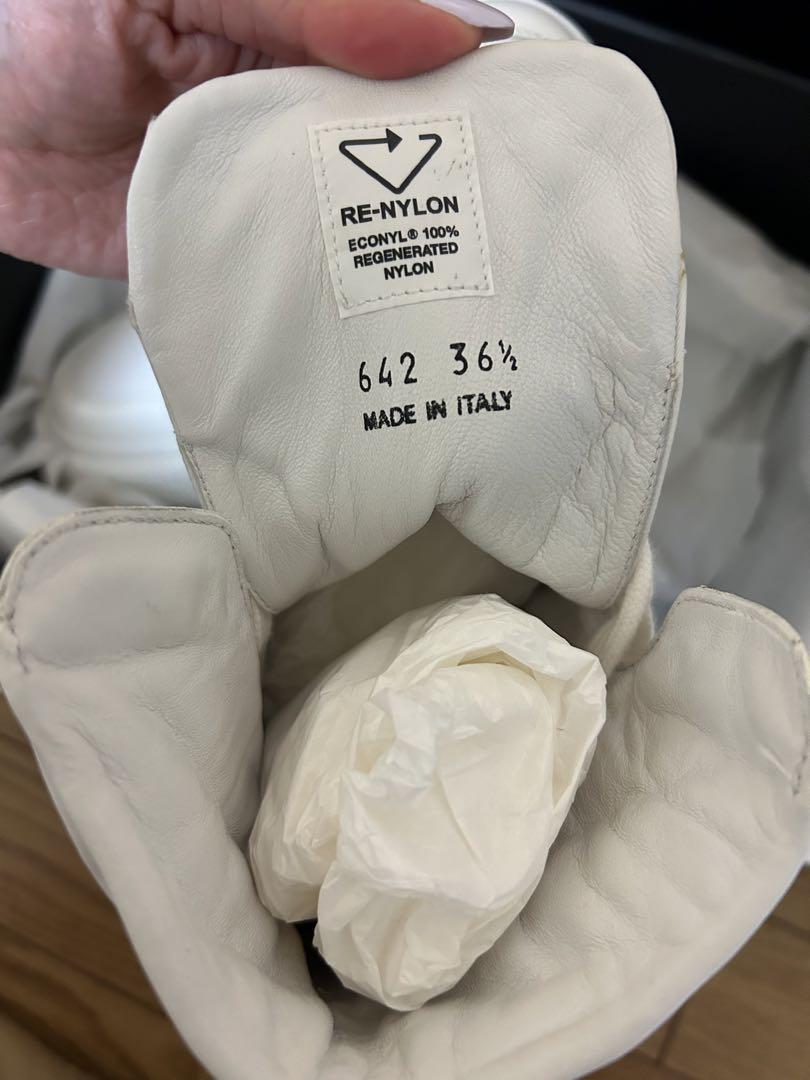 RE-NYLON
ECONYL® 100%
REGENERATED
NYLON
642 36½
MADE IN ITALY